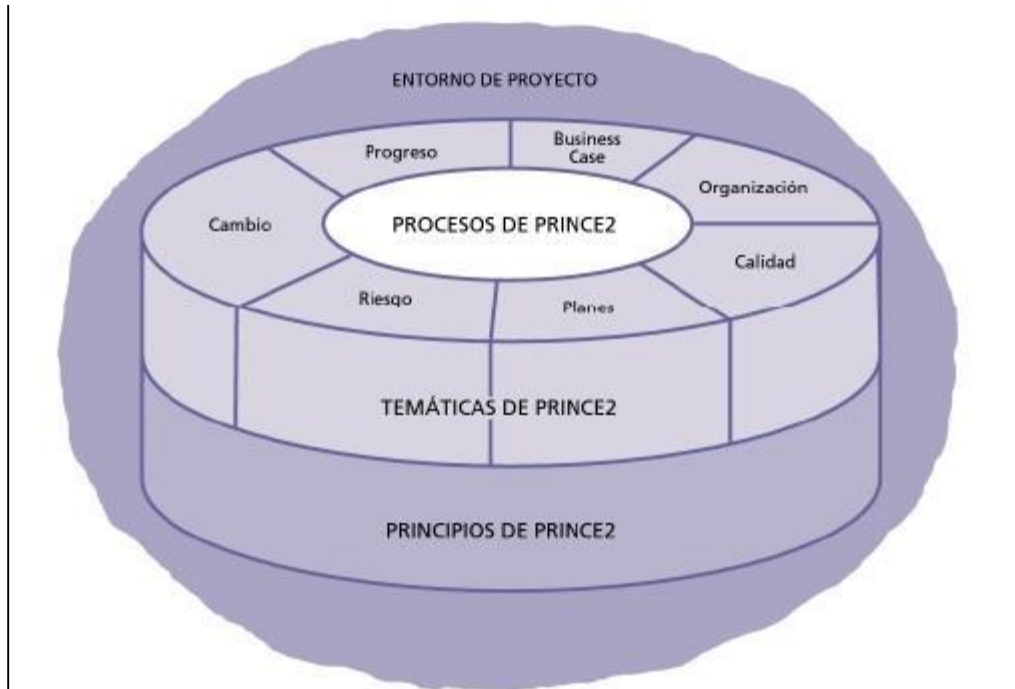 ENTORNO DE PROYECTO
Progreso
Business
Case
Organización
Cambio
PROCESOS DE PRINCE2
Calidad
Riesgo
Planes
TEMÁTICAS DE PRINCE2
PRINCIPIOS DE PRINCE2